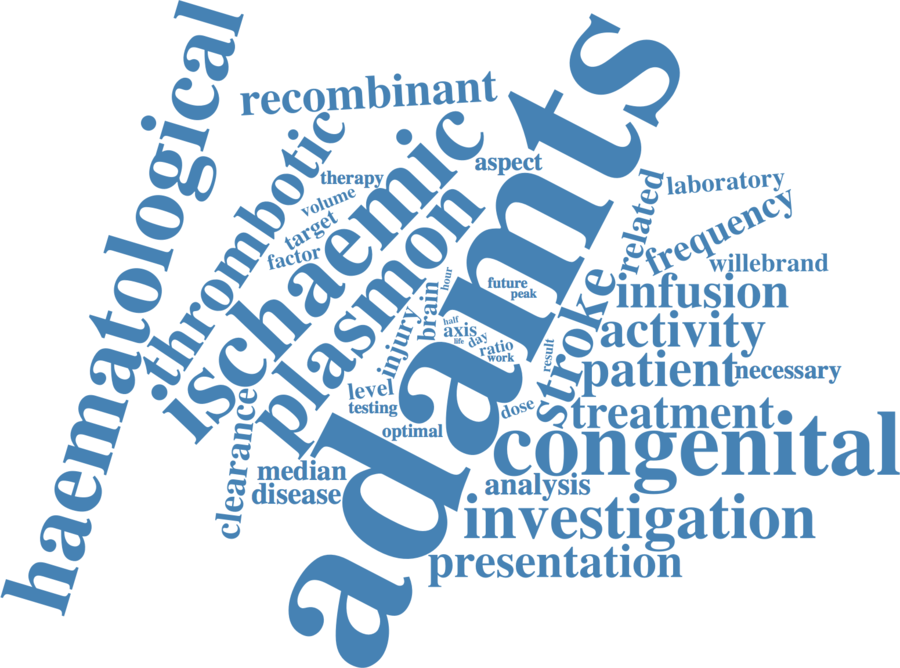 haematological
recombinant
thrombotic
ischaemic
plasmon
adamts
aspect
therapy
volume
target
factor
related
laboratory
frequency
willebrand
infusion
activity
stroke
patient
necessary
treatment
congenital
analysis
investigation
presentation
future
peak
hour
brain
injury
half
axis
life
day
ratio
work
result
level
testing
dose
optimal
clearance
median
disease